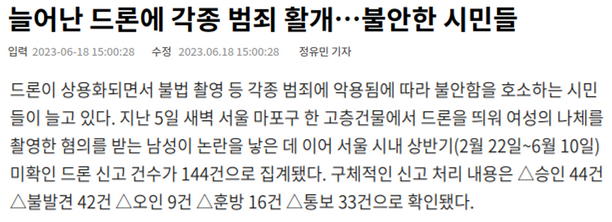 늘어난 드론에 각종 범죄 활개…불안한 시민들
입력 2023-06-18 15:00:28 수정 2023.06.18 15:00:28 정유민 기자
드론이 상용화되면서 불법 촬영 등 각종 범죄에 악용됨에 따라 불안함을 호소하는 시민
들이 늘고 있다. 지난 5일 새벽 서울 마포구 한 고층건물에서 드론을 띄워 여성의 나체를
촬영한 혐의를 받는 남성이 논란을 낳은 데 이어 서울 시내 상반기(2월 22일~6월 10일)
미확인 드론 신고 건수가 144건으로 집계됐다. 구체적인 신고 처리 내용은 △승인 44건
△불발견 42건 △오인 9건 △훈방 16건 △통보 33건으로 확인됐다.